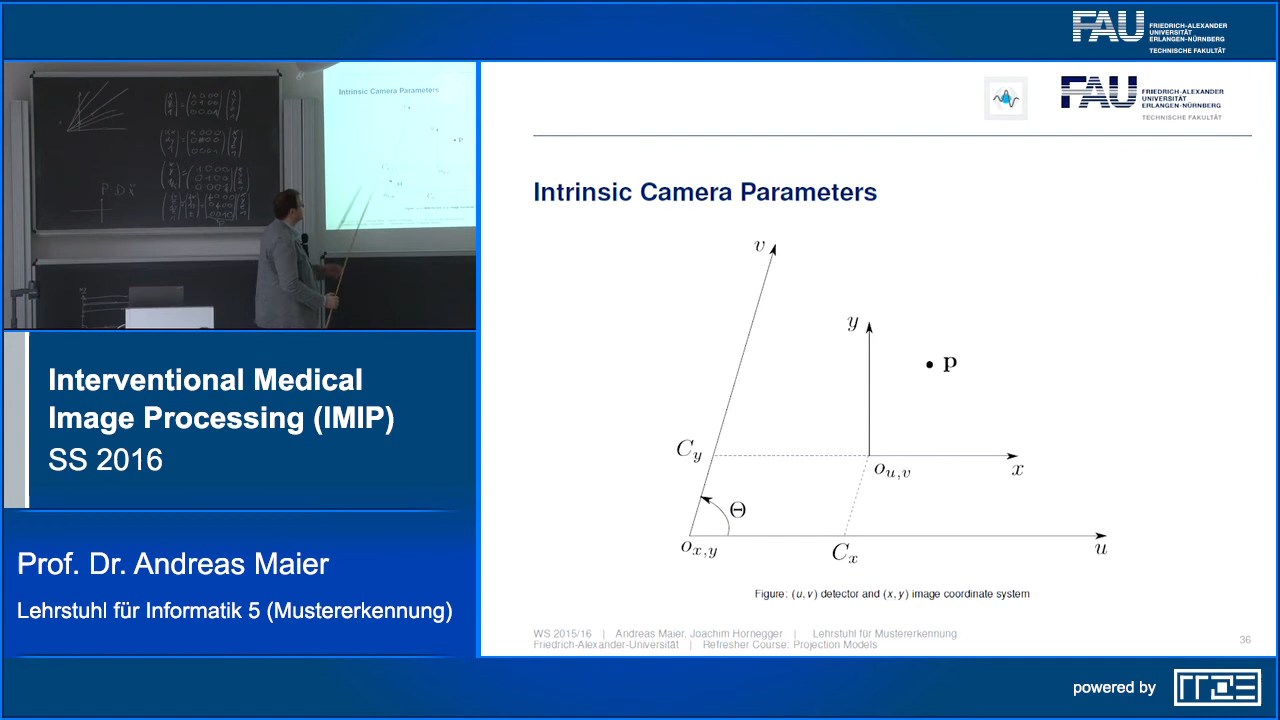 FAU FRIEDRICH-ALEXANDER
UNIVERSITÄT
ERLANGEN-NÜRNBERG
TECHNISCHE FAKULTÄT
Intrinsic Camera Parameters
P D X
Interventional Medical
Image Processing (IMIP)
SS 2016
Prof. Dr. Andreas Maier
Lehrstuhl für Informatik 5 (Mustererkennung)
FAU FRIEDRICH-ALEXANDER
UNIVERSITÄT
ERLANGEN-NÜRNBERG
TECHNISCHE FAKULTÄT
Intrinsic Camera Parameters
v
y
p
C_y
o_{u,v}
x
Θ
o_{x,y}
C_x
u
Figure: (u, v) detector and (x, y) image coordinate system
WS 2015/16 | Andreas Maier, Joachim Hornegger | Lehrstuhl für Mustererkennung
Friedrich-Alexander-Universität | Refresher Course: Projection Models
36
powered by
RRZE